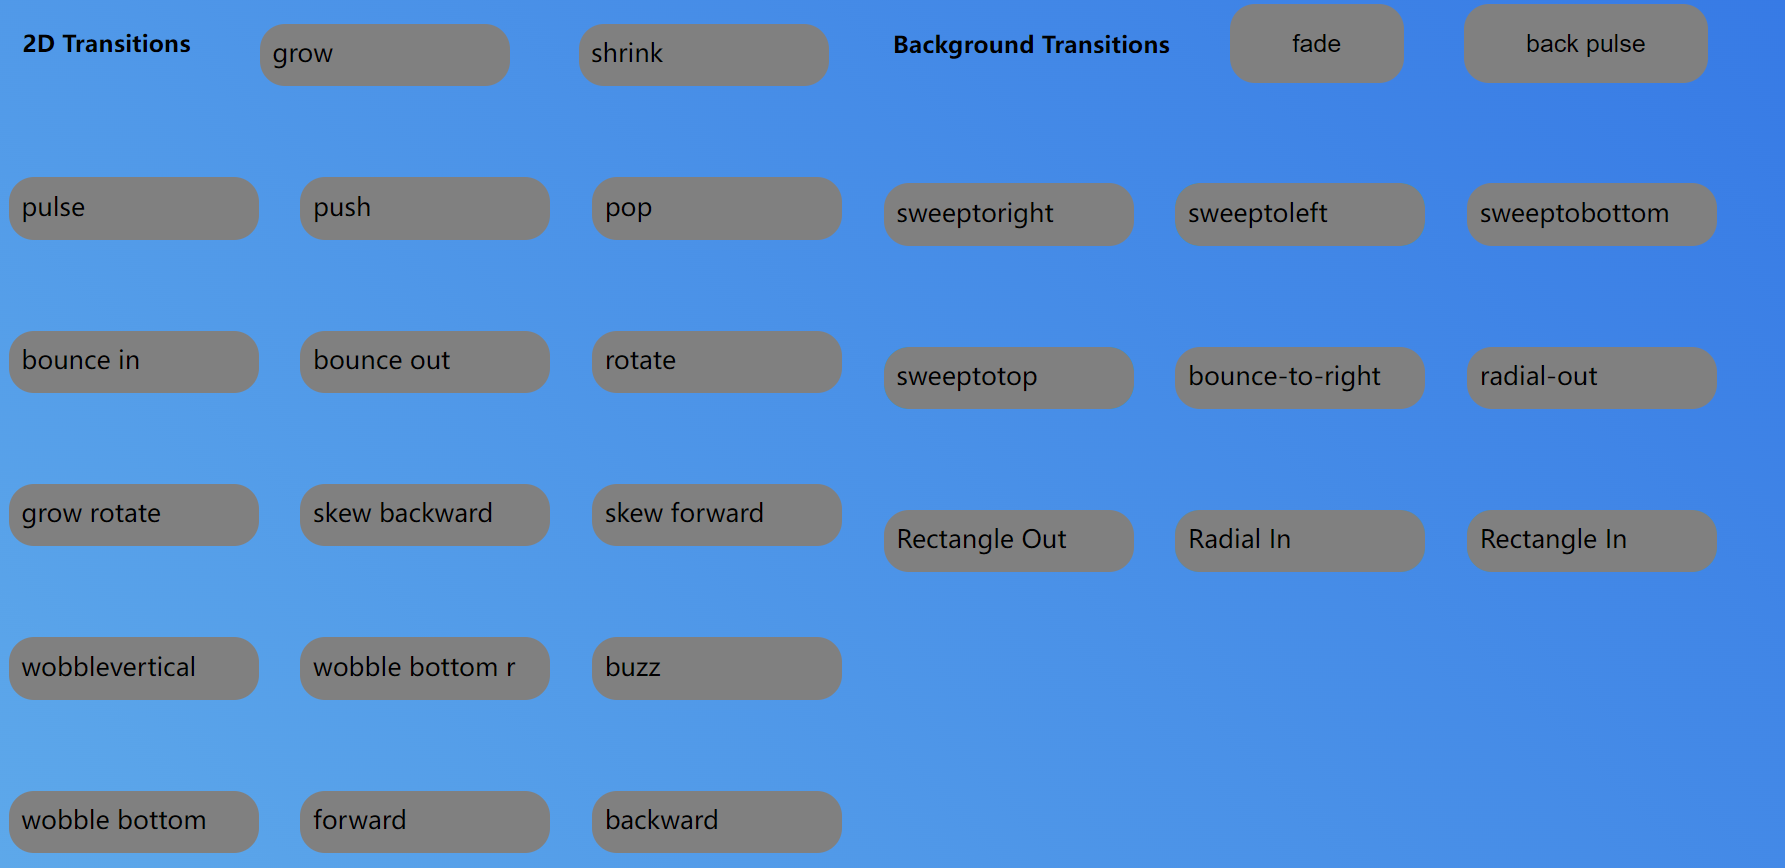 2D Transitions
grow
shrink
pulse
push
pop
bounce in
bounce out
rotate
grow rotate
skew backward
skew forward
wobblevertical
wobble bottom r
buzz
wobble bottom
forward
backward
Background Transitions
fade
back pulse
sweeptoright
sweeptoleft
sweeptobottom
sweeptotop
bounce-to-right
radial-out
Rectangle Out
Radial In
Rectangle In